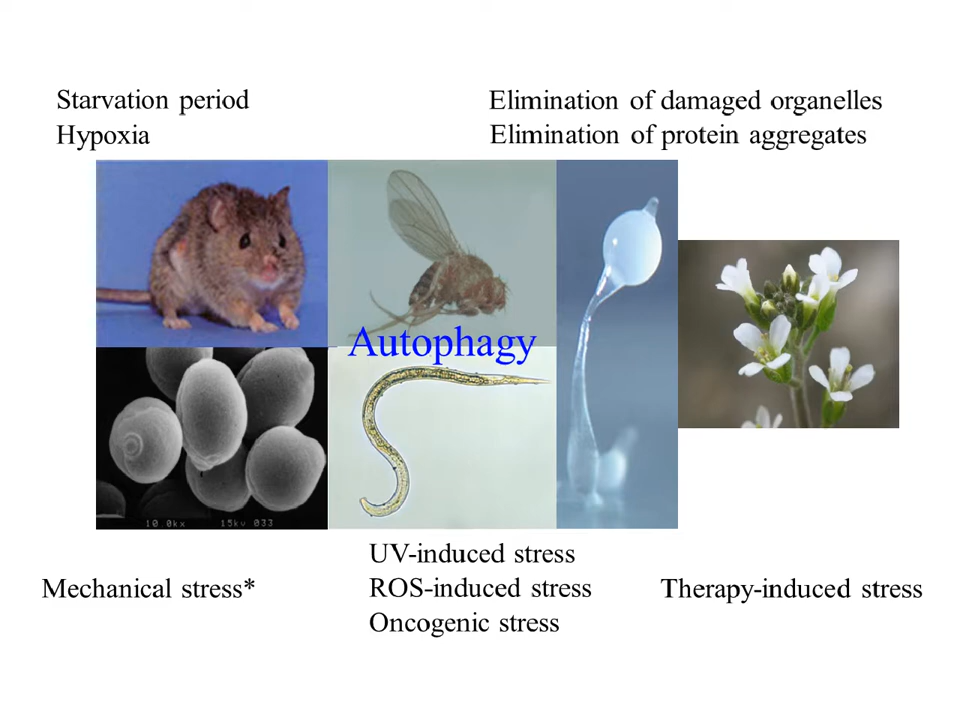 Starvation period
Hypoxia
Elimination of damaged organelles
Elimination of protein aggregates
Autophagy
10.0kx 15kv 033
UV-induced stress
Mechanical stress*
ROS-induced stress
Therapy-induced stress
Oncogenic stress